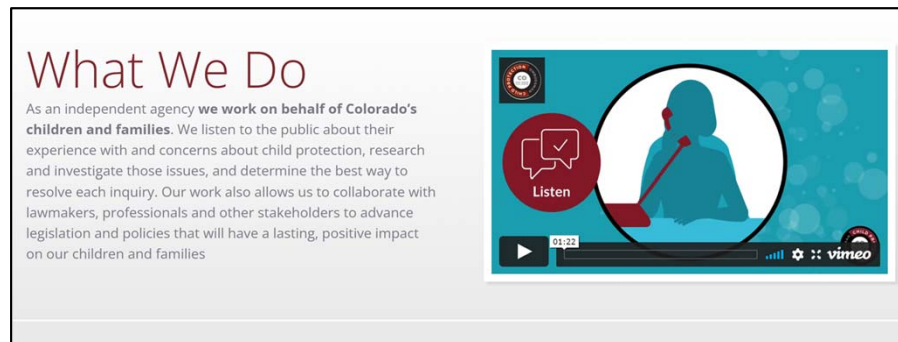 What We Do
As an independent agency we work on behalf of Colorado's
children and families. We listen to the public about their
experience with and concerns about child protection, research
and investigate those issues, and determine the best way to
resolve each inquiry. Our work also allows us to collaborate with
lawmakers, professionals and other stakeholders to advance
legislation and policies that will have a lasting, positive impact
on our children and families
CHILD PROTECTION
CO
Listen
01:22
vimeo